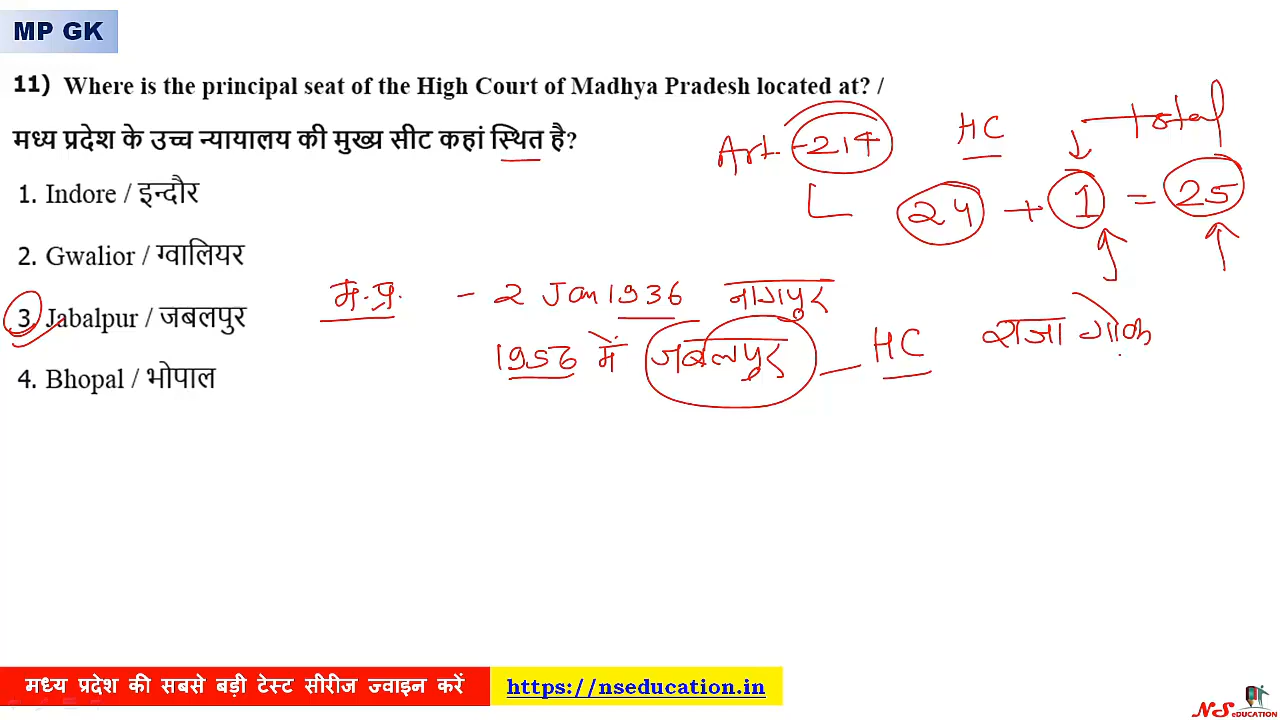 MP GK
11) Where is the principal seat of the High Court of Madhya Pradesh located at? /
मध्य प्रदेश के उच्च न्यायालय की मुख्य सीट कहां स्थित है?
1. Indore / इन्दौर
2. Gwalior / ग्वालियर
3. Jabalpur / जबलपुर
4. Bhopal / भोपाल
Art - 214
HC
total
24 + 1 = 25
म.प्र. - 2 Jan 1936 नागपुर
1956 में जबलपुर - HC
राजा गोक
मध्य प्रदेश की सबसे बड़ी टेस्ट सीरीज ज्वाइन करें
https://nseducation.in
NS eDUCATION